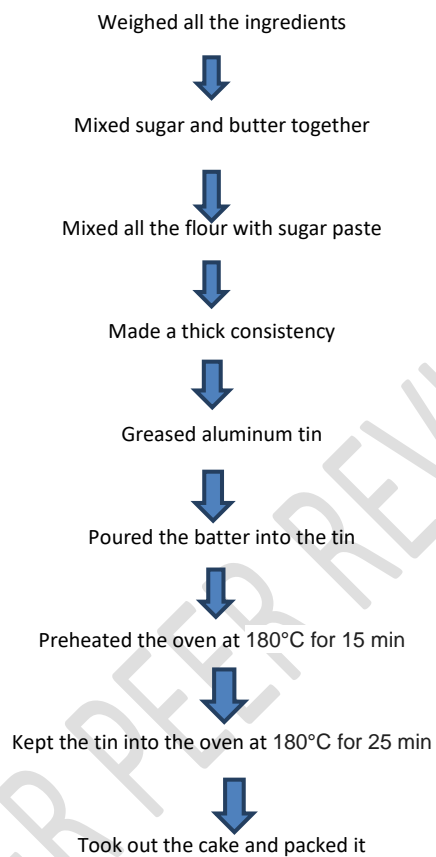 Weighed all the ingredients
Mixed sugar and butter together
Mixed all the flour with sugar paste
Made a thick consistency
Greased aluminum tin
Poured the batter into the tin
Preheated the oven at 180°C for 15 min
Kept the tin into the oven at 180°C for 25 min
Took out the cake and packed it
PEER